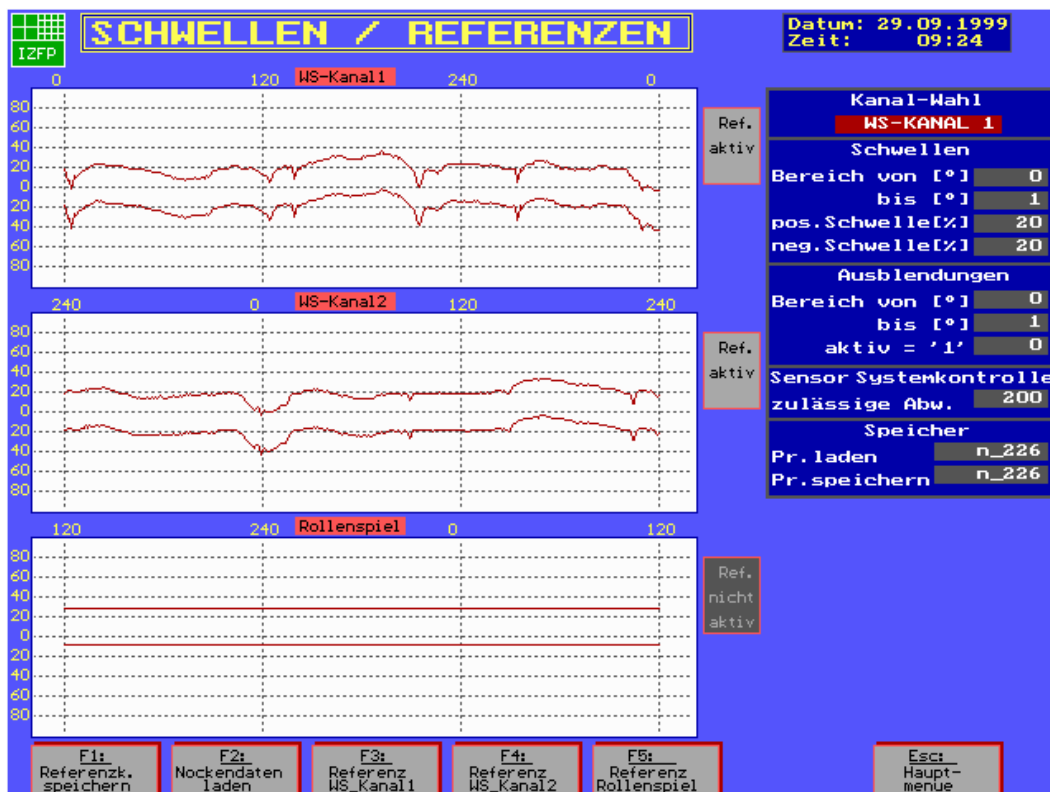 IZFP
SCHWELLEN / REFERENZEN
Datum: 29.09.1999
Zeit: 09:24
WS-Kanal1
0 120 240 0
80
60
40
20
0
20
40
60
80
Ref.
aktiv
WS-Kanal2
240 0 120 240
80
60
40
20
0
20
40
60
80
Ref.
aktiv
Rollenspiel
120 240 0 120
80
60
40
20
0
20
40
60
80
Ref.
nicht
aktiv
Kanal-Wahl
WS-KANAL 1
Schwellen
Bereich von [º] 0
bis [º] 1
pos.Schwelle[%] 20
neg.Schwelle[%] 20
Ausblendungen
Bereich von [º] 0
bis [º] 1
aktiv = '1' 0
Sensor Systemkontrolle
zulässige Abw. 200
Speicher
Pr.laden n_226
Pr.speichern n_226
F1:
Referenzk.
speichern
F2:
Nockendaten
laden
F3:
Referenz
WS_Kanal1
F4:
Referenz
WS_Kanal2
F5:
Referenz
Rollenspiel
Esc:
Haupt-
menue